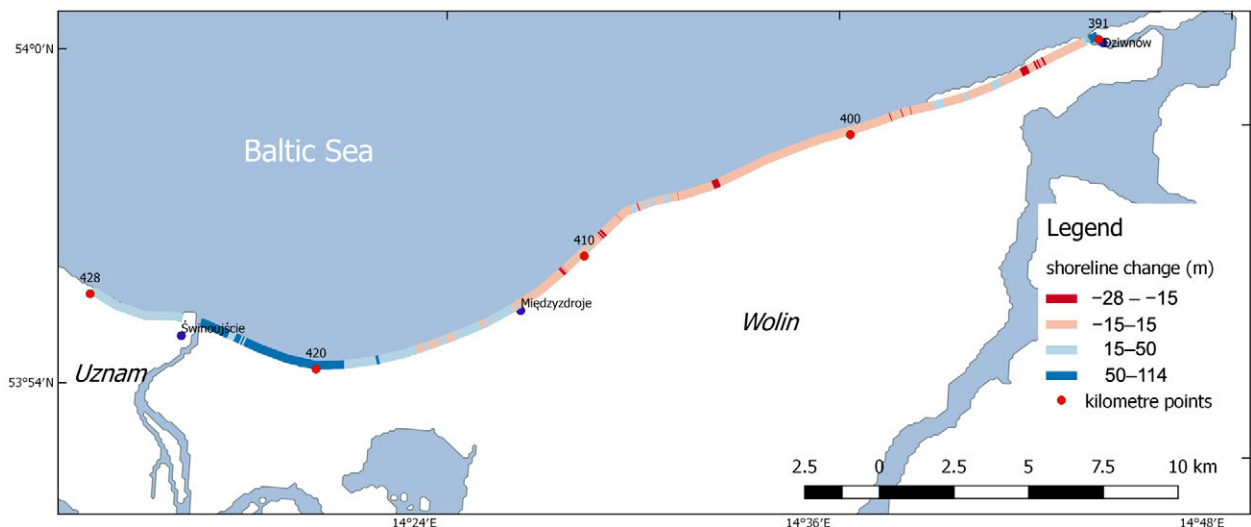 391
54° 0´N
Dziwnów
400
Baltic Sea
Legend
410
shoreline change (m)
428
−28 – −15
Międzyzdroje
−15–15
Wolin
Świnoujście
15–50
420
50–114
Uznam
53°54´N
kilometre points
2.5 0 2.5 5 7.5 10 km
14°24´E 14°36´E 14°48´E